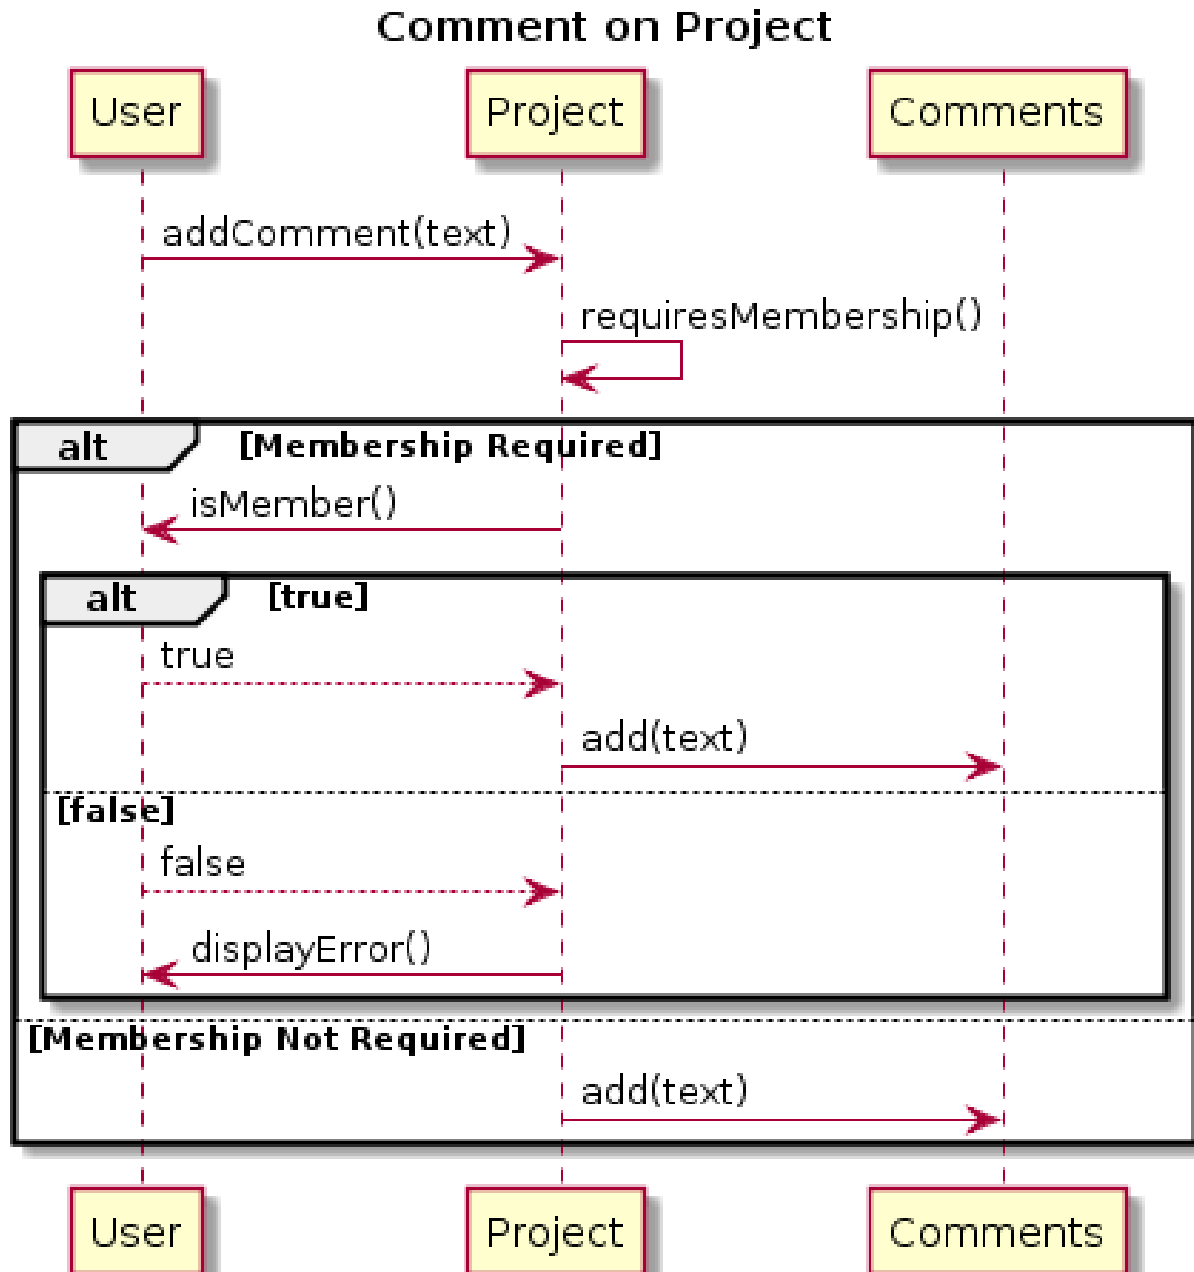 Comment on Project
User Project Comments
addComment(text)
requiresMembership()
alt [Membership Required]
isMember()
alt [true]
true
add(text)
[false]
false
displayError()
[Membership Not Required]
add(text)
User Project Comments